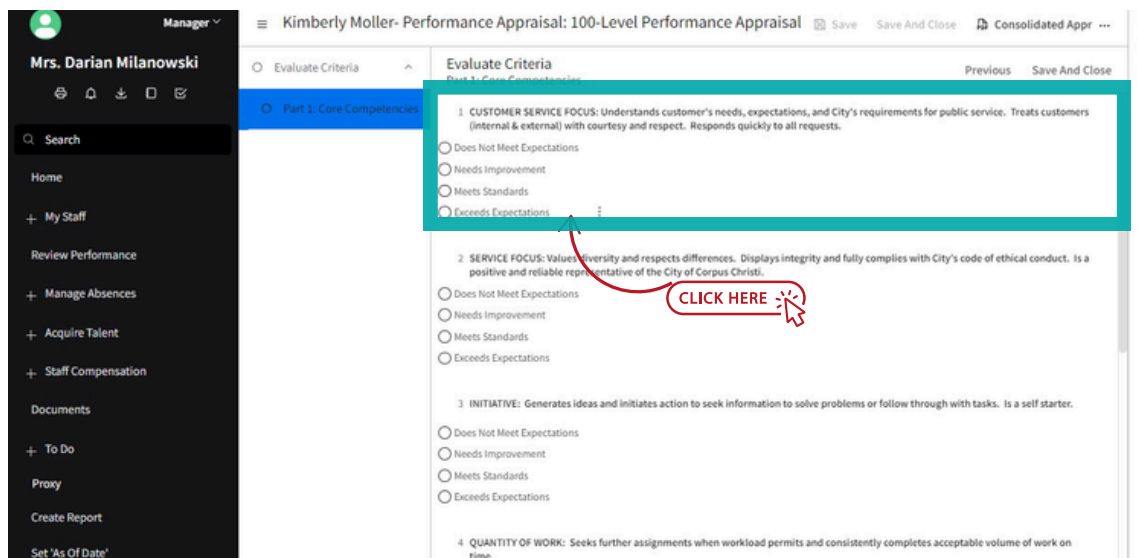 Manager
Mrs. Darian Milanowski
Search
Home
+ My Staff
Review Performance
+ Manage Absences
+ Acquire Talent
+ Staff Compensation
Documents
+ To Do
Proxy
Create Report
Set 'As Of Date'
Kimberly Moller- Performance Appraisal: 100-Level Performance Appraisal
Save
Save And Close
Consolidated Appr ...
Evaluate Criteria
Part 1: Core Competencies
Evaluate Criteria
Part 1: Core Competencies
Previous
Save And Close
1 CUSTOMER SERVICE FOCUS: Understands customer's needs, expectations, and City's requirements for public service. Treats customers
(internal & external) with courtesy and respect. Responds quickly to all requests.
Does Not Meet Expectations
Needs Improvement
Meets Standards
Exceeds Expectations
2 SERVICE FOCUS: Values diversity and respects differences. Displays integrity and fully complies with City's code of ethical conduct. Is a
positive and reliable representative of the City of Corpus Christi.
Does Not Meet Expectations
CLICK HERE
Needs Improvement
Meets Standards
Exceeds Expectations
3 INITIATIVE: Generates ideas and initiates action to seek information to solve problems or follow through with tasks. Is a self starter.
Does Not Meet Expectations
Needs Improvement
Meets Standards
Exceeds Expectations
4 QUANTITY OF WORK: Seeks further assignments when workload permits and consistently completes acceptable volume of work on
time.